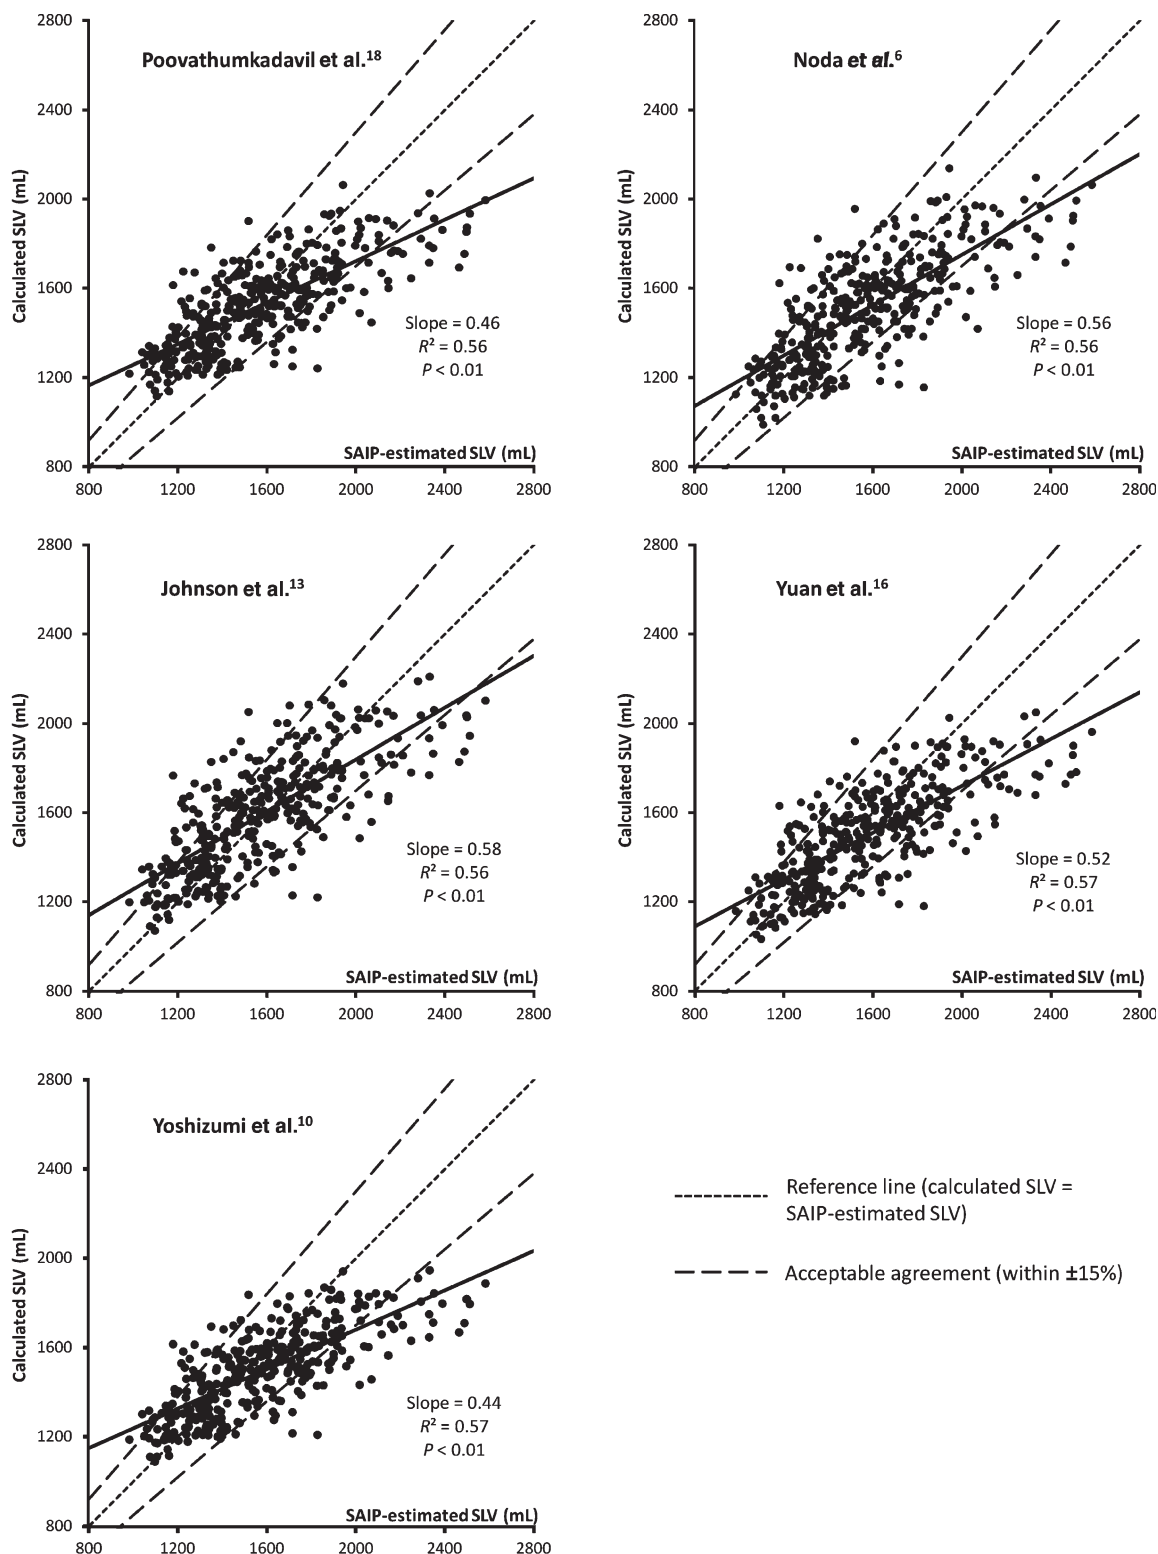 Poovathumkadavil et al.18
Calculated SLV (mL)
2800
2400
2000
1600
1200
800
Slope = 0.46
R² = 0.56
P < 0.01
SAIP-estimated SLV (mL)
800 1200 1600 2000 2400 2800
Noda et al.6
Calculated SLV (mL)
2800
2400
2000
1600
1200
800
Slope = 0.56
R² = 0.56
P < 0.01
SAIP-estimated SLV (mL)
800 1200 1600 2000 2400 2800
Johnson et al.13
Calculated SLV (mL)
2800
2400
2000
1600
1200
800
Slope = 0.58
R² = 0.56
P < 0.01
SAIP-estimated SLV (mL)
800 1200 1600 2000 2400 2800
Yuan et al.16
Calculated SLV (mL)
2800
2400
2000
1600
1200
800
Slope = 0.52
R² = 0.57
P < 0.01
SAIP-estimated SLV (mL)
800 1200 1600 2000 2400 2800
Yoshizumi et al.10
Calculated SLV (mL)
2800
2400
2000
1600
1200
800
Slope = 0.44
R² = 0.57
P < 0.01
SAIP-estimated SLV (mL)
800 1200 1600 2000 2400 2800
Reference line (calculated SLV =
SAIP-estimated SLV)
Acceptable agreement (within ±15%)